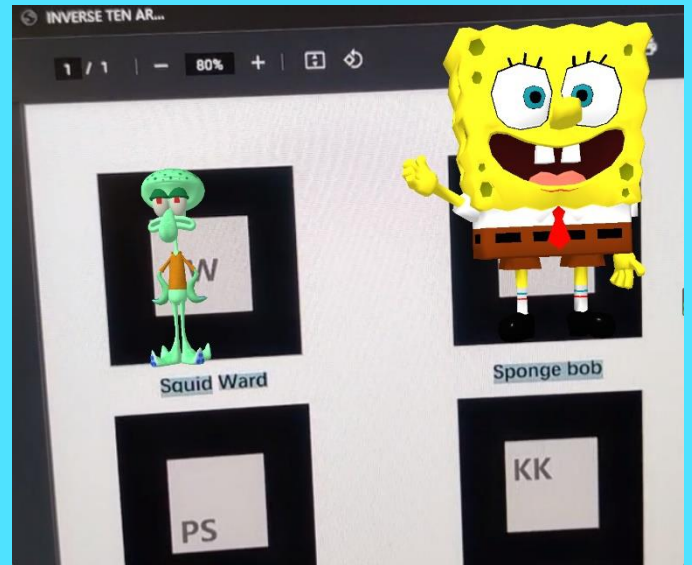 INVERSE TEN AR...
1 / 1 — 80% +
W
Squid Ward
Sponge bob
PS
KK